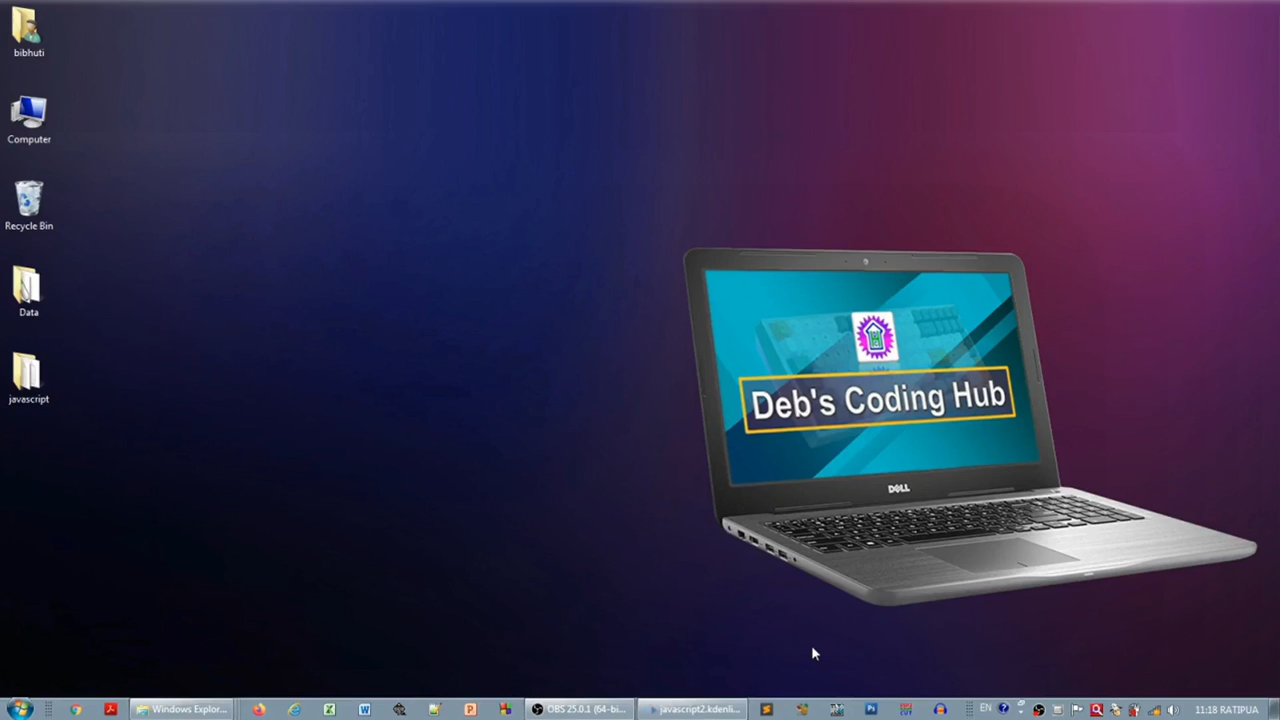 bibhuti
Computer
Recycle Bin
Data
javascript
Deb's Coding Hub
DELL
Windows Explor...
OBS 25.0.1 (64-bi...
javascript2.kdenli...
EN
11:18 RATIPUA